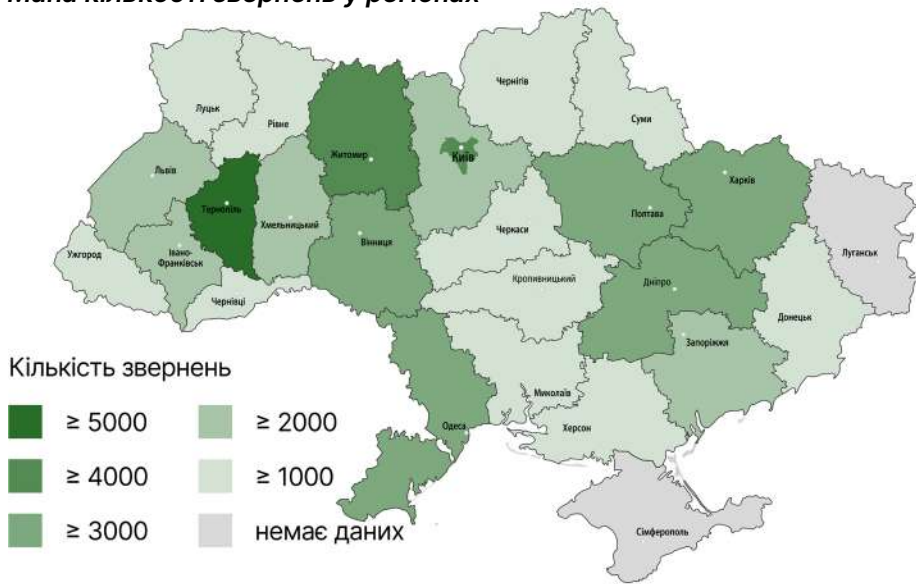 Мапа кількості звернень у регіонах
Чернігів
Луцьк
Суми
Рівне
Житомир
Київ
Львів
Харків
Тернопіль
Полтава
Хмельницький
Черкаси
Вінниця
Ужгород
Івано-
Франківськ
Луганськ
Кропивницький
Дніпро
Чернівці
Донецьк
Запоріжжя
Миколаїв
Одеса
Херсон
Сімферополь
Кількість звернень
≥ 5000
≥ 2000
≥ 4000
≥ 1000
≥ 3000
немає даних